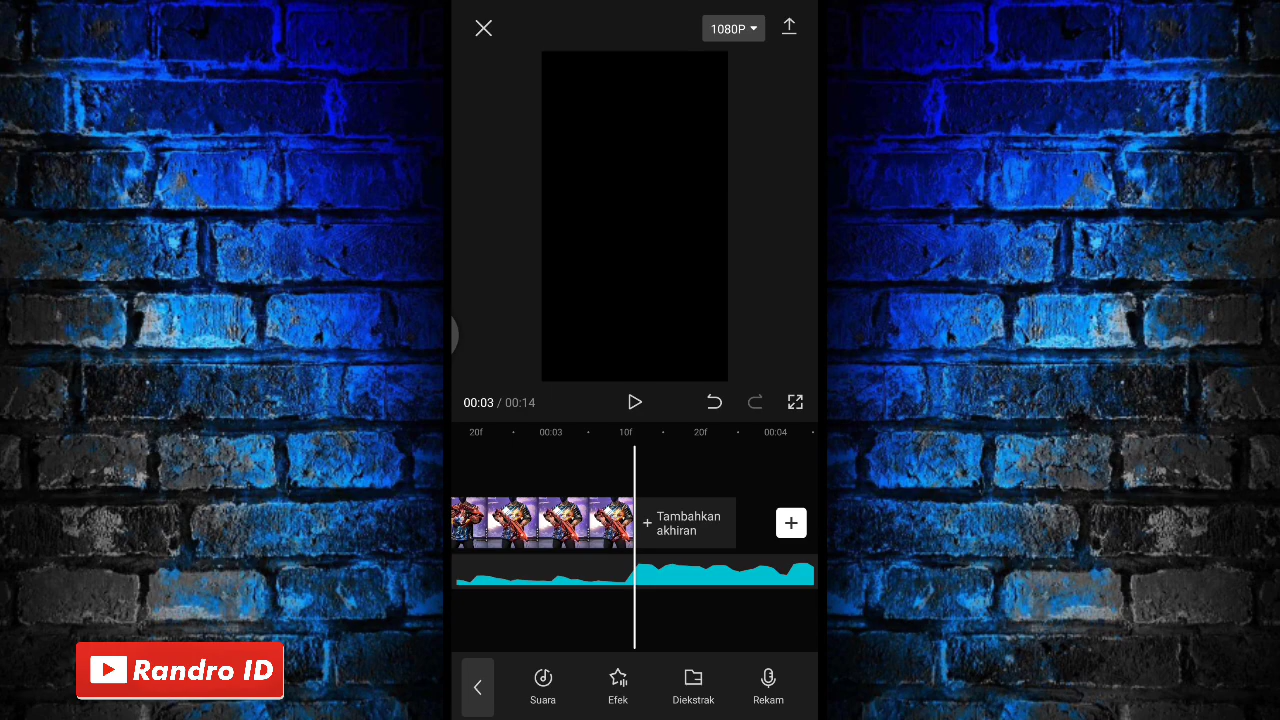 1080P
00:03 / 00:14
20f 00:03 10f 20f 00:04
+ Tambahkan
akhiran
+
Suara Efek Diekstrak Rekam
Randro ID